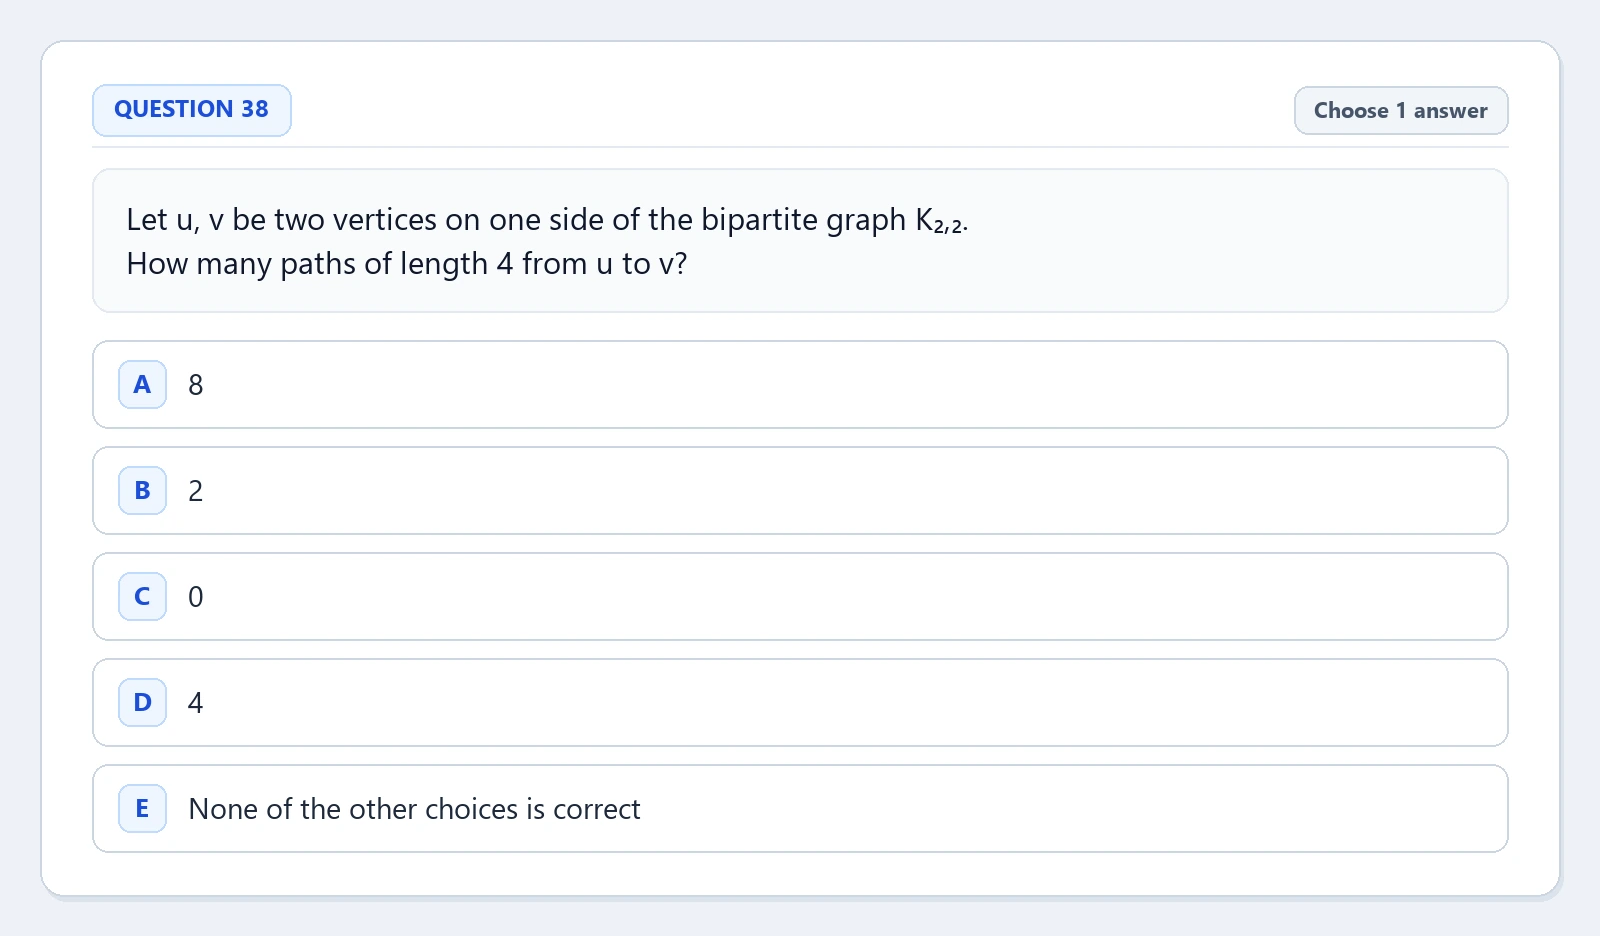 QUESTION 38
Choose 1 answer
Let u, v be two vertices on one side of the bipartite graph K₂,₂.
How many paths of length 4 from u to v?
A 8
B 2
C 0
D 4
E None of the other choices is correct